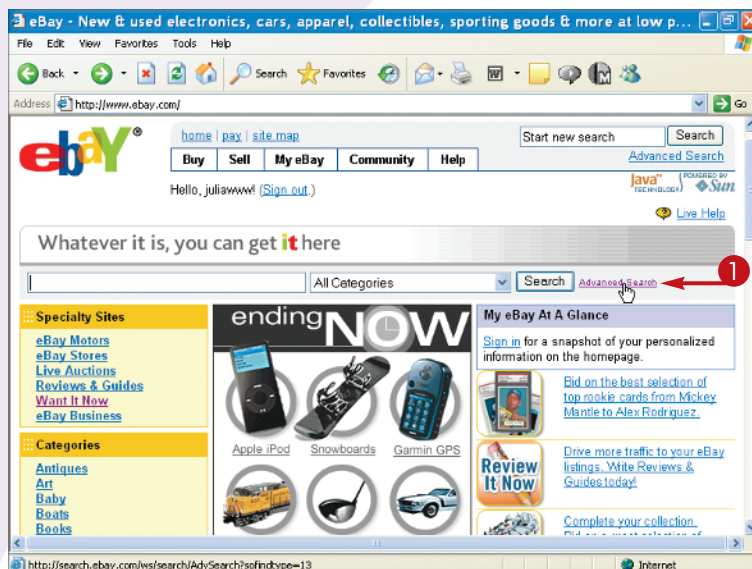 eBay - New & used electronics, cars, apparel, collectibles, sporting goods & more at low p...
File Edit View Favorites Tools Help
Back Search Favorites
Address http://www.ebay.com/ Go
ebaY®
home | pay | site map
Start new search Search
Buy Sell My eBay Community Help
Advanced Search
Hello, juliawww! (Sign out.)
Java™ TECHNOLOGY POWERED BY Sun
Live Help
Whatever it is, you can get it here
All Categories Search Advanced Search 1
Specialty Sites
eBay Motors
eBay Stores
Live Auctions
Reviews & Guides
Want It Now
eBay Business
Categories
Antiques
Art
Baby
Boats
Books
ending NOW
Apple iPod Snowboards Garmin GPS
My eBay At A Glance
Sign in for a snapshot of your personalized
information on the homepage.
Bid on the best selection of
top rookie cards from Mickey
Mantle to Alex Rodriguez.
Review
It Now
Drive more traffic to your eBay
listings. Write Reviews &
Guides today!
Complete your collection.
http://search.ebay.com/ws/search/AdvSearch?sofindtype=13 Internet